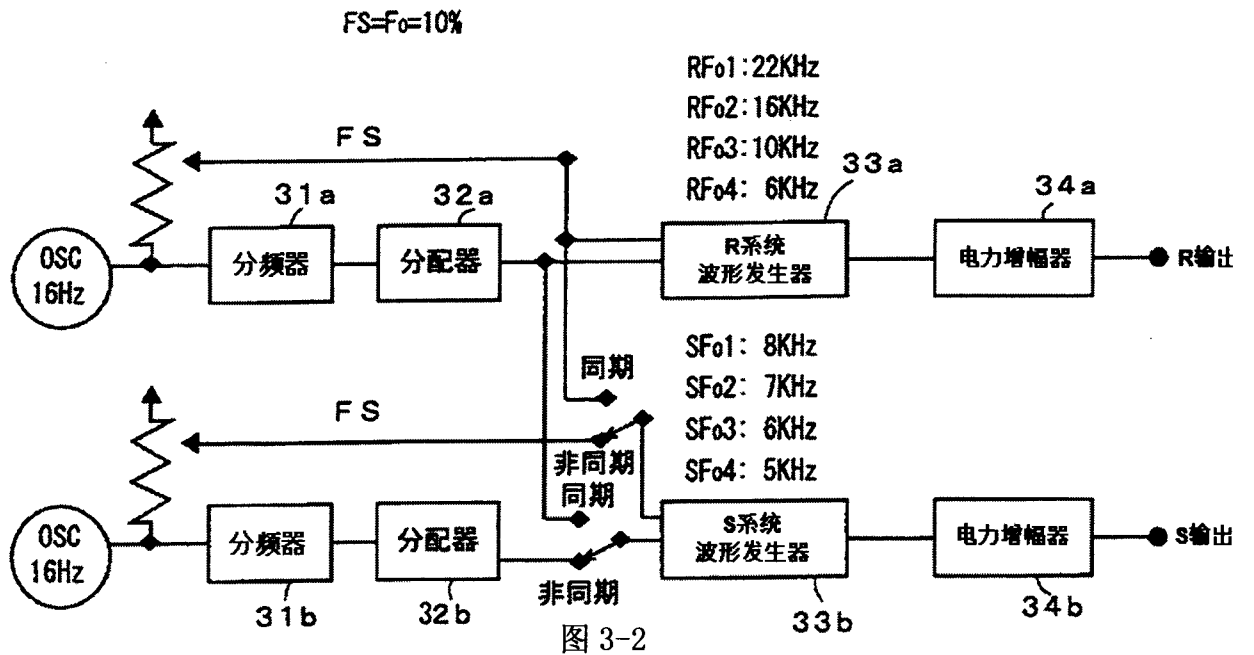 FS=Fo=10%
RFo1:22KHz
RFo2:16KHz
RFo3:10KHz
RFo4: 6KHz
FS
31a
32a
33a
34a
OSC
16Hz
分频器
分配器
R系统
波形发生器
电力增幅器
R输出
同期
SFo1: 8KHz
SFo2: 7KHz
SFo3: 6KHz
SFo4: 5KHz
FS
非同期
同期
OSC
16Hz
分频器
分配器
S系统
波形发生器
电力增幅器
S输出
非同期
31b
32b
33b
34b
图 3-2